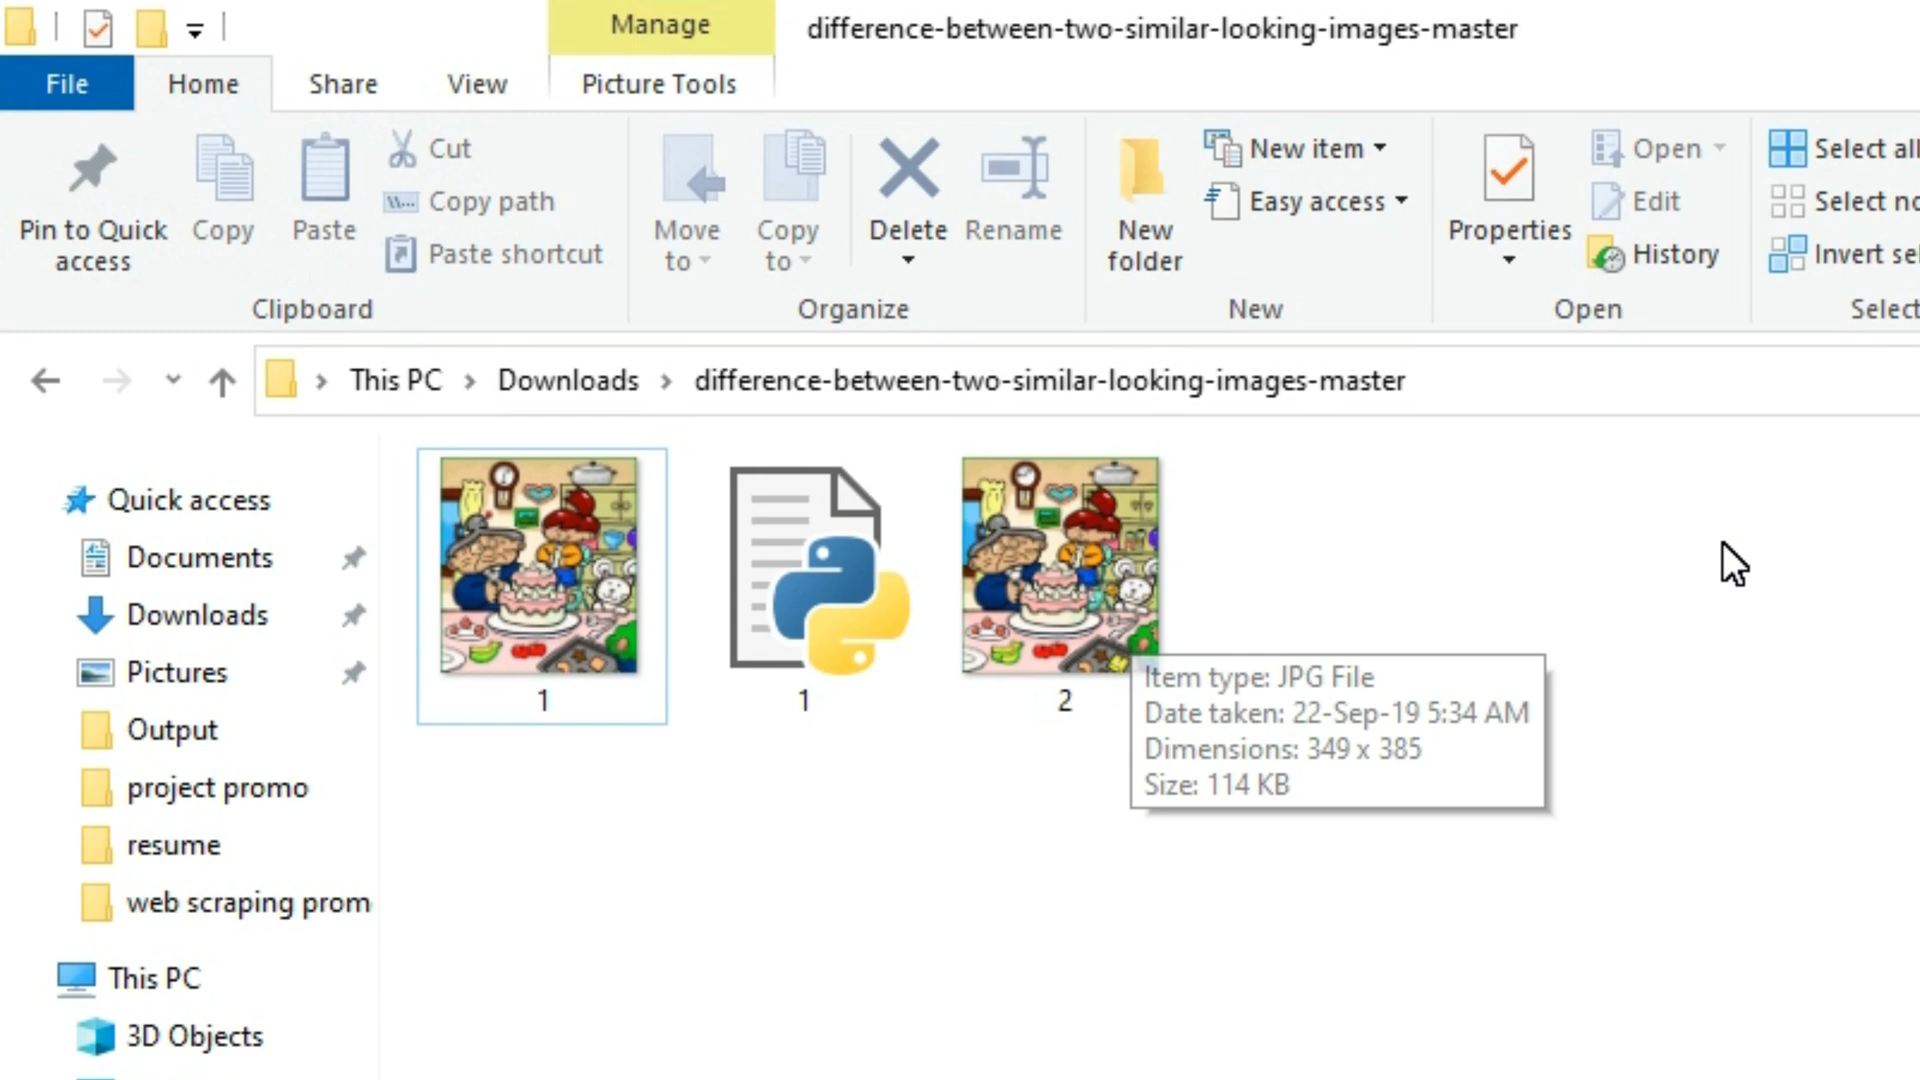 Manage
difference-between-two-similar-looking-images-master
File
Home
Share
View
Picture Tools
Pin to Quick
access
Copy
Paste
Cut
Copy path
Paste shortcut
Clipboard
Move
to
Copy
to
Delete
Rename
Organize
New
folder
New item
Easy access
New
Properties
Open
Edit
History
Open
Select all
Select no
Invert sel
Select
This PC
Downloads
difference-between-two-similar-looking-images-master
Quick access
Documents
Downloads
Pictures
Output
project promo
resume
web scraping prom
This PC
3D Objects
1
1
2
Item type: JPG File
Date taken: 22-Sep-19 5:34 AM
Dimensions: 349 x 385
Size: 114 KB